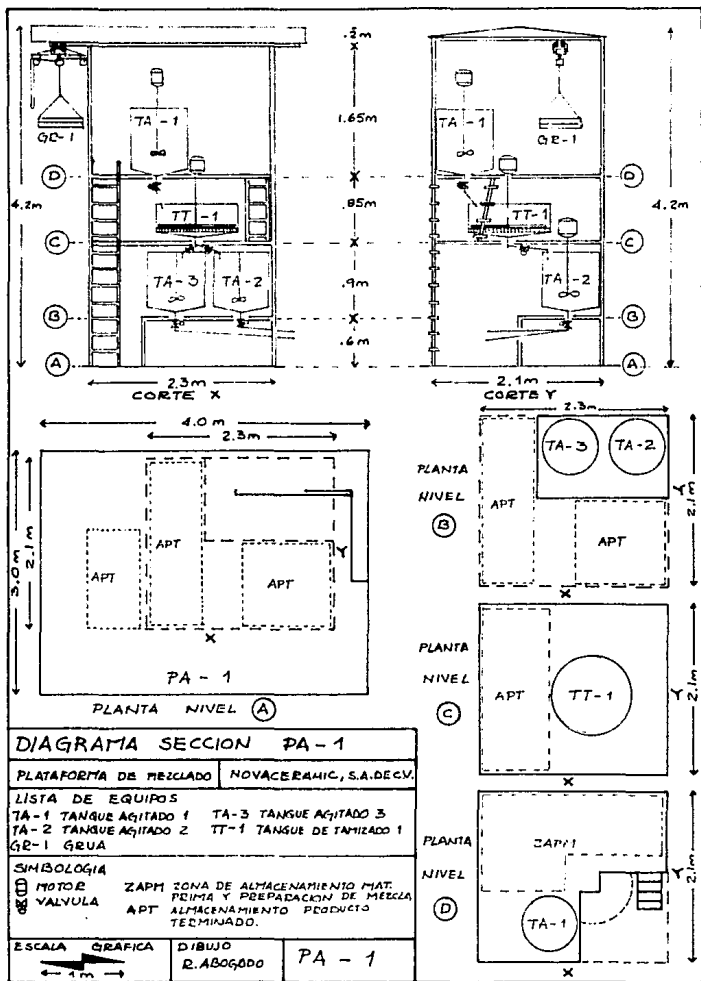 .2m
TA-1
GR-1
1.65m
TA-1
GR-1
D
D
4.2m
.85m
4.2m
TT-1
TT-1
C
C
TA-3 TA-2
.9m
TA-2
B
B
.6m
A
A
2.3m
CORTE X
2.1m
CORTE Y
4.0 m
2.3m
3.0m
2.1m
APT
APT
APT
Y
X
PA - 1
PLANTA NIVEL A
2.3m
PLANTA
NIVEL
B
TA-3 TA-2
APT
APT
Y
2.1m
X
PLANTA
NIVEL
C
APT
TT-1
Y
2.1m
X
PLANTA
NIVEL
D
ZAPM
TA-1
Y
2.1m
X
DIAGRAMA SECCION PA-1
PLATAFORMA DE MEZCLADO NOVACERAMIC, S.A.DE C.V.
LISTA DE EQUIPOS
TA-1 TANQUE AGITADO 1 TA-3 TANQUE AGITADO 3
TA-2 TANQUE AGITADO 2 TT-1 TANQUE DE TAMIZADO 1
GR-1 GRUA
SIMBOLOGIA
MOTOR ZAPM ZONA DE ALMACENAMIENTO MAT.
VALVULA PRIMA Y PREPARACION DE MEZCLA
APT ALMACENAMIENTO PRODUCTO
TERMINADO.
ESCALA GRAFICA
1m
DIBUJO
R. ABOGADO
PA - 1